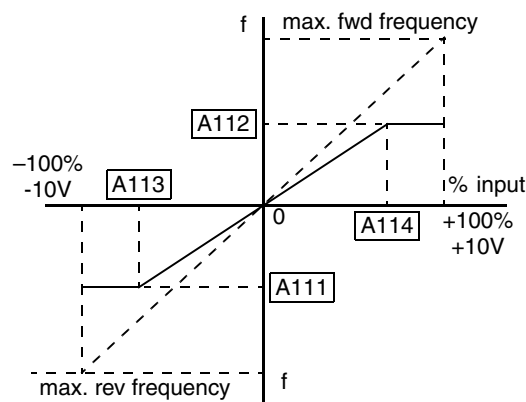 f
max. fwd frequency
A112
–100%
-10V
A113
% input
0
A114
+100%
+10V
A111
max. rev frequency
f